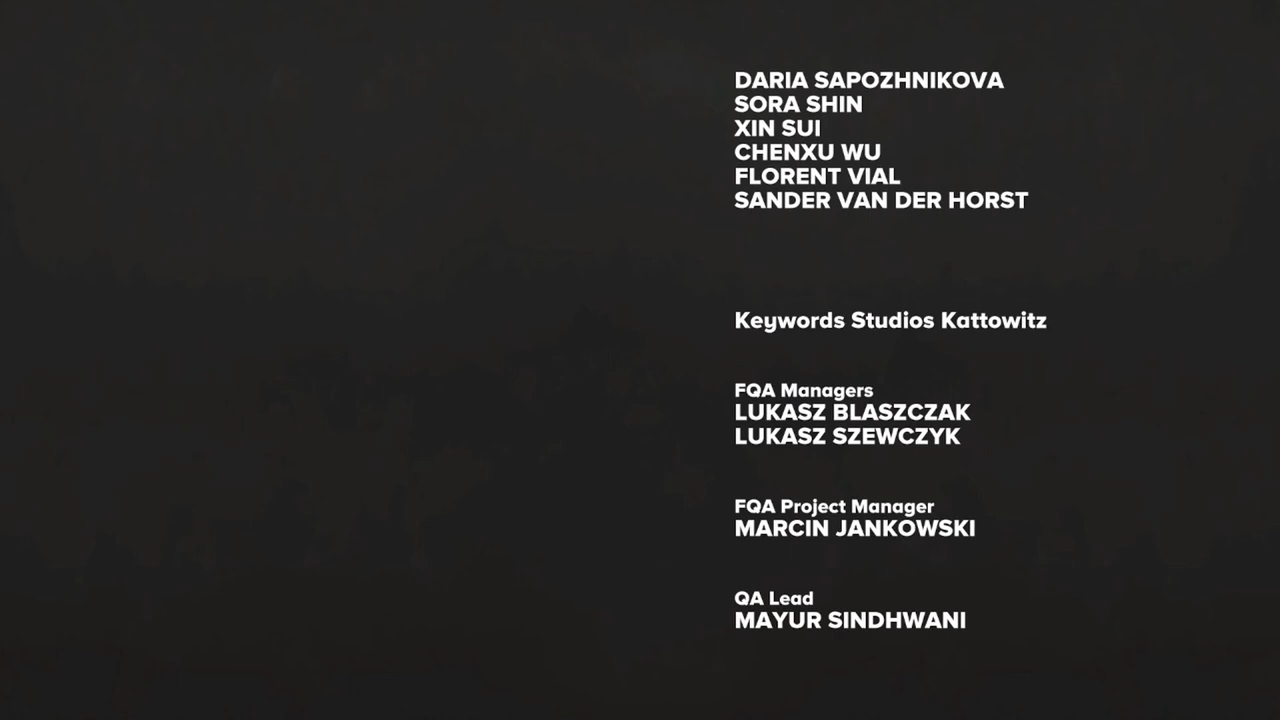 DARIA SAPOZHNIKOVA
SORA SHIN
XIN SUI
CHENXU WU
FLORENT VIAL
SANDER VAN DER HORST
Keywords Studios Kattowitz
FQA Managers
LUKASZ BLASZCZAK
LUKASZ SZEWCZYK
FQA Project Manager
MARCIN JANKOWSKI
QA Lead
MAYUR SINDHWANI